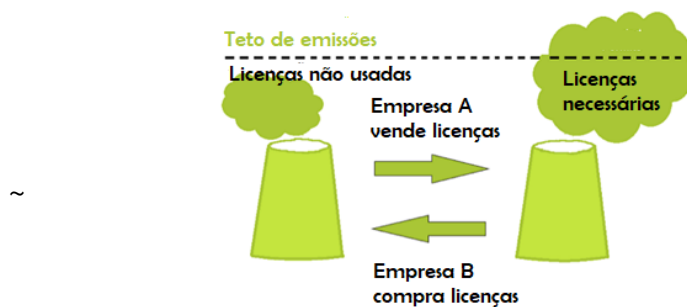 Teto de emissões
Licenças não usadas
Licenças
necessárias
Empresa A
vende licenças
~
Empresa B
compra licenças